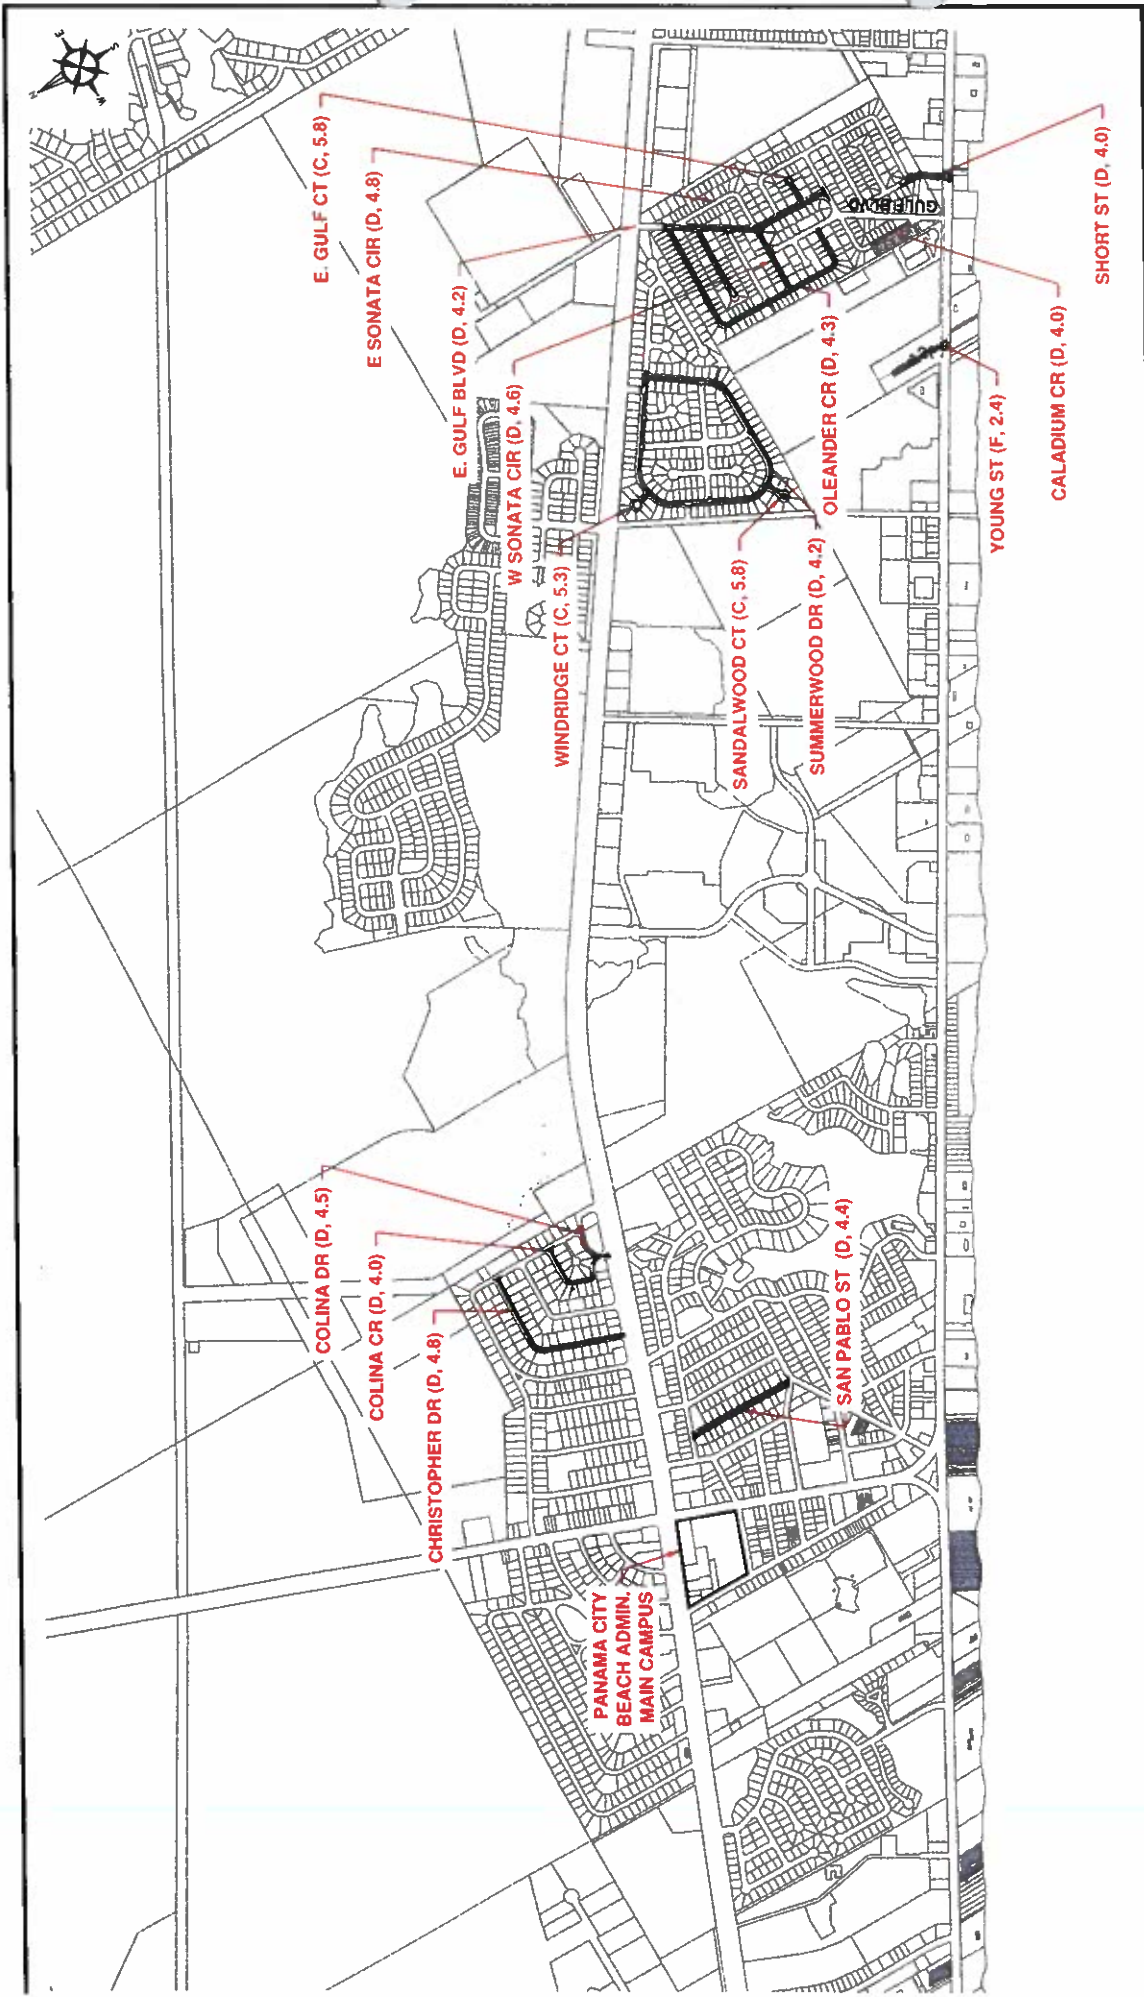 E. GULF CT (C, 5.8)
E SONATA CIR (D, 4.8)
E. GULF BLVD (D, 4.2)
W SONATA CIR (D, 4.6)
WINDRIDGE CT (C, 5.3)
SANDALWOOD CT (C, 5.8)
SUMMERWOOD DR (D, 4.2)
OLEANDER CR (D, 4.3)
YOUNG ST (F, 2.4)
CALADIUM CR (D, 4.0)
SHORT ST (D, 4.0)
GULF BLVD
COLINA DR (D, 4.5)
COLINA CR (D, 4.0)
CHRISTOPHER DR (D, 4.8)
SAN PABLO ST (D, 4.4)
PANAMA CITY
BEACH ADMIN.
MAIN CAMPUS
N
E
S
W